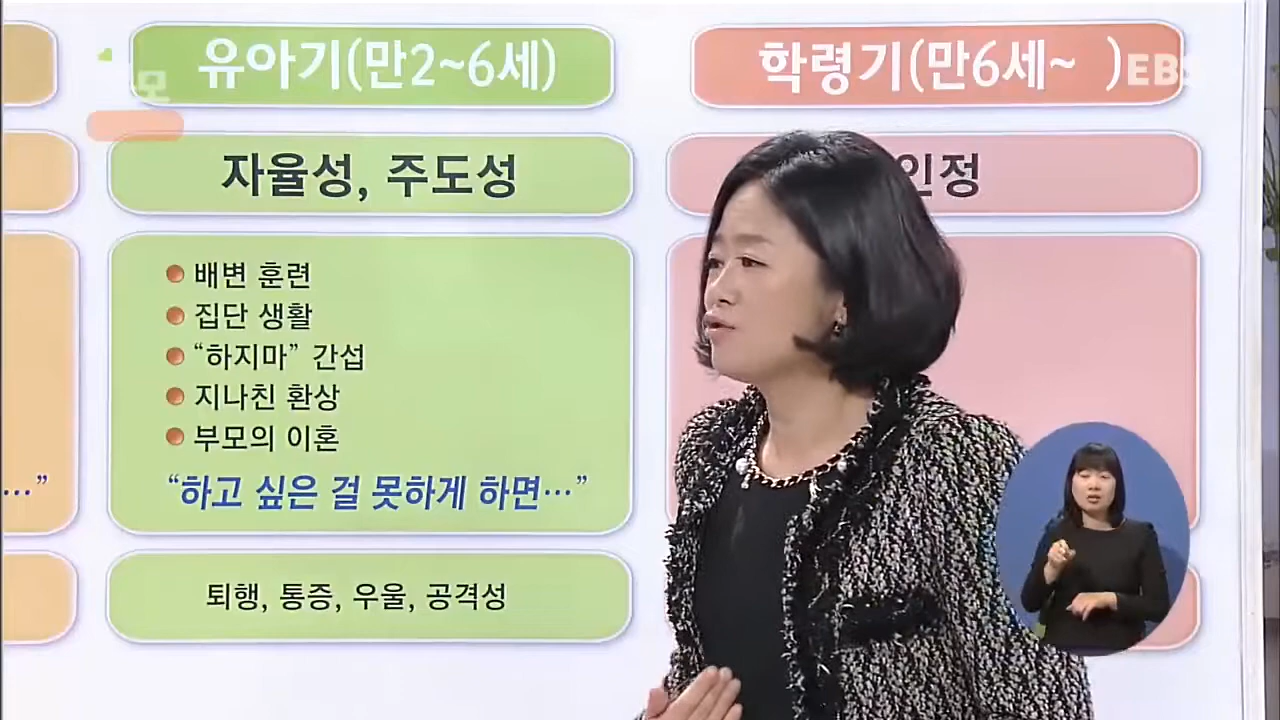 유아기(만2~6세)
학령기(만6세~ )
EBS
모
자율성, 주도성
인정
배변 훈련
집단 생활
“하지마” 간섭
지나친 환상
부모의 이혼
…”
“하고 싶은 걸 못하게 하면…”
퇴행, 통증, 우울, 공격성